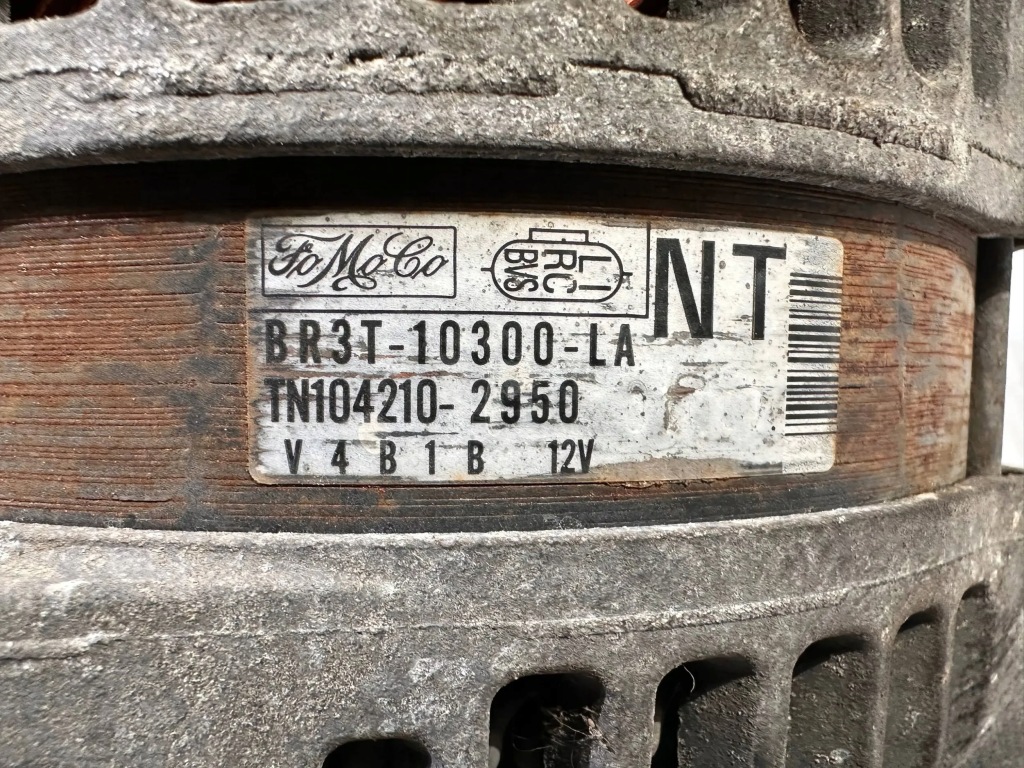 FoMoCo
LI
RC
BVS
NT
BR3T-10300-LA
TN104210-2950
V 4 B 1 B 12V